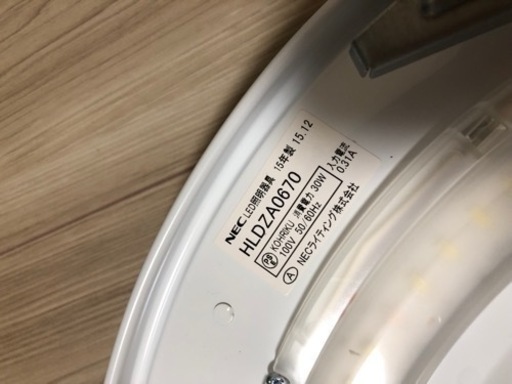 NEC LED照明器具 15年製 15.12
HLDZA0670
PS E KOHRIKU 消費電力 30W 入力電流
100V 50/60Hz 0.31A
A NECライティング株式会社